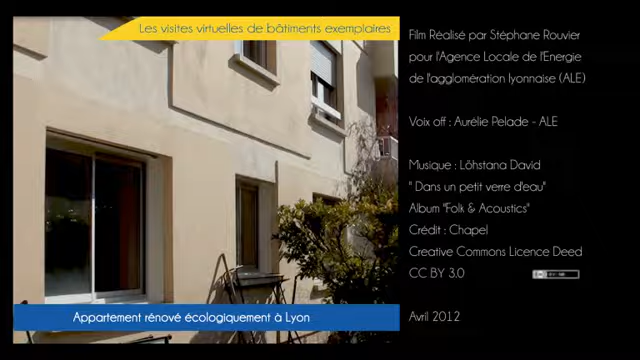 Les visites virtuelles de bâtiments exemplaires
Film Réalisé par Stéphane Rouvier
pour l'Agence Locale de l'Energie
de l'agglomération lyonnaise (ALE)
Voix off : Aurélie Pelade - ALE
Musique : Löhstana David
" Dans un petit verre d'eau"
Album "Folk & Acoustics"
Crédit : Chapel
Creative Commons Licence Deed
CC BY 3.0
Avril 2012
Appartement rénové écologiquement à Lyon